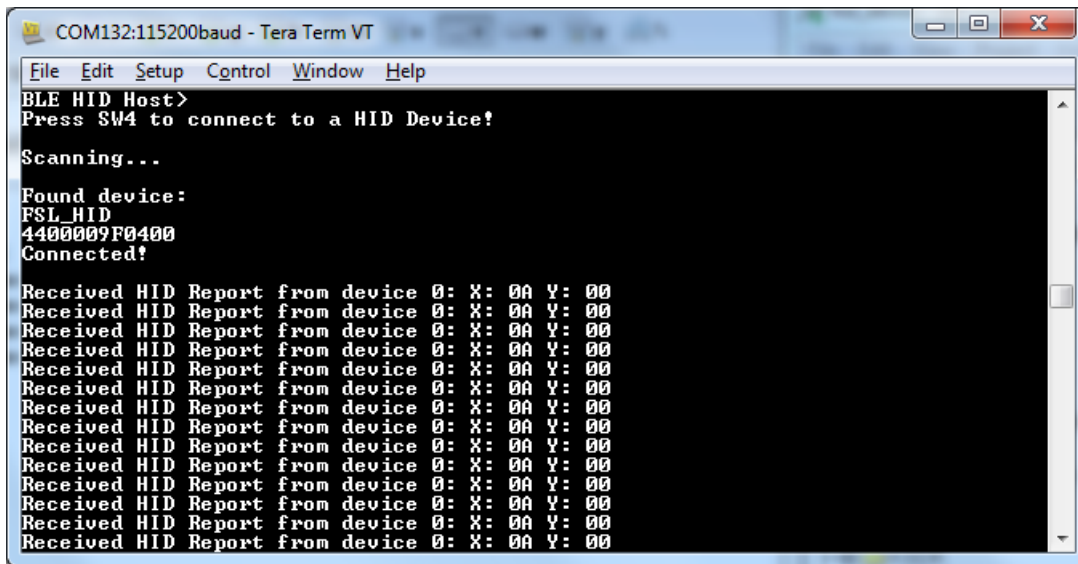 COM132:115200baud - Tera Term VT
File Edit Setup Control Window Help
BLE HID Host>
Press SW4 to connect to a HID Device!
Scanning...
Found device:
FSL_HID
4400009F0400
Connected!
Received HID Report from device 0: X: 0A Y: 00
Received HID Report from device 0: X: 0A Y: 00
Received HID Report from device 0: X: 0A Y: 00
Received HID Report from device 0: X: 0A Y: 00
Received HID Report from device 0: X: 0A Y: 00
Received HID Report from device 0: X: 0A Y: 00
Received HID Report from device 0: X: 0A Y: 00
Received HID Report from device 0: X: 0A Y: 00
Received HID Report from device 0: X: 0A Y: 00
Received HID Report from device 0: X: 0A Y: 00
Received HID Report from device 0: X: 0A Y: 00
Received HID Report from device 0: X: 0A Y: 00
Received HID Report from device 0: X: 0A Y: 00
Received HID Report from device 0: X: 0A Y: 00